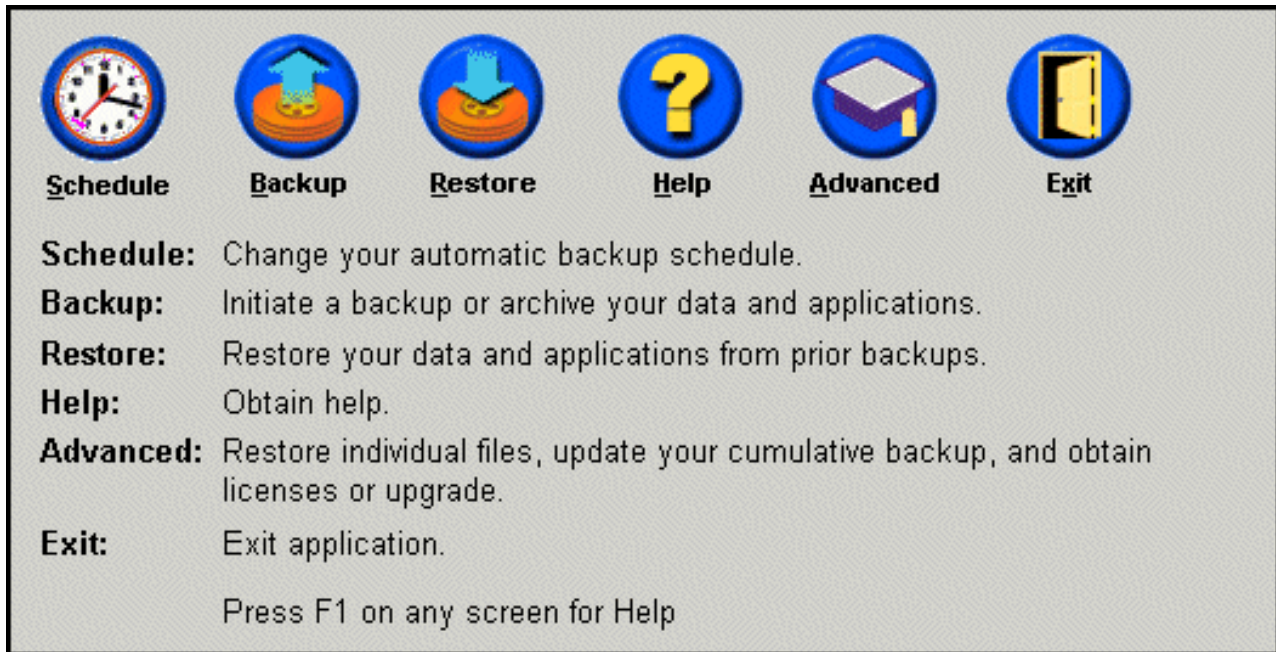 Schedule Backup Restore Help Advanced Exit
Schedule: Change your automatic backup schedule.
Backup: Initiate a backup or archive your data and applications.
Restore: Restore your data and applications from prior backups.
Help: Obtain help.
Advanced: Restore individual files, update your cumulative backup, and obtain
licenses or upgrade.
Exit: Exit application.
Press F1 on any screen for Help